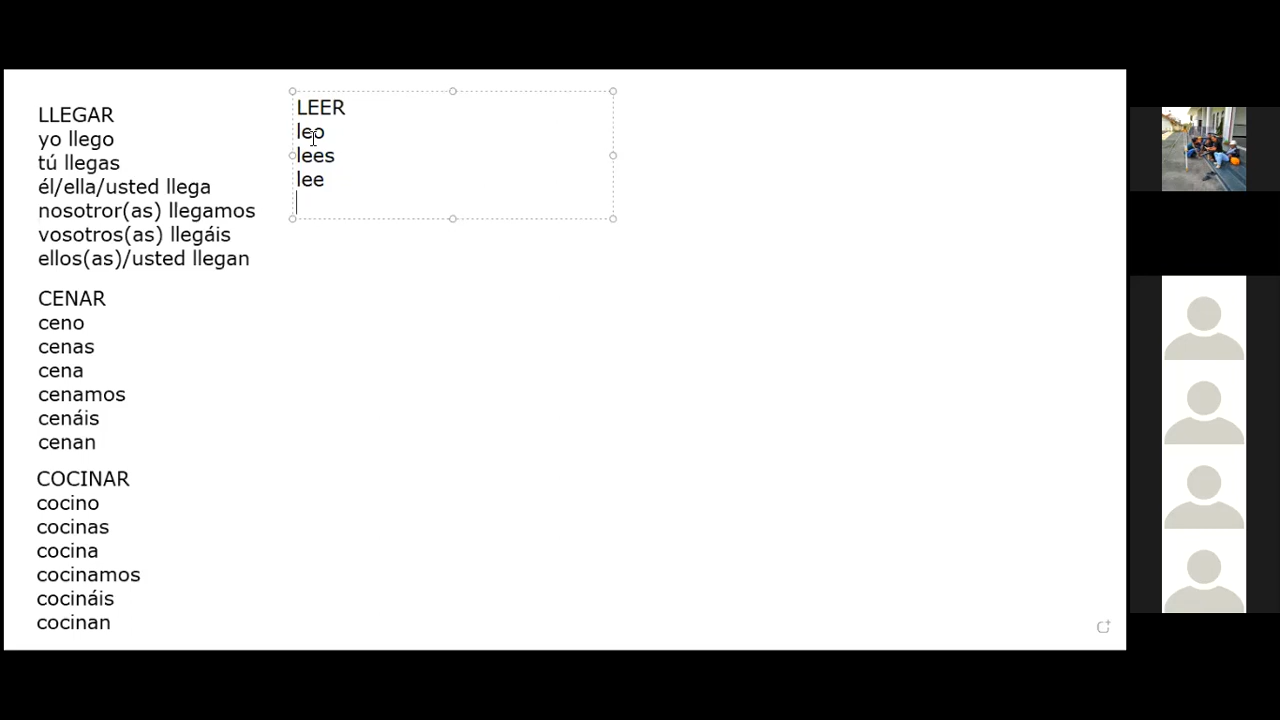 LLEGAR
yo llego
tú llegas
él/ella/usted llega
nosotror(as) llegamos
vosotros(as) llegáis
ellos(as)/usted llegan
CENAR
ceno
cenas
cena
cenamos
cenáis
cenan
COCINAR
cocino
cocinas
cocina
cocinamos
cocináis
cocinan
LEER
leo
lees
lee